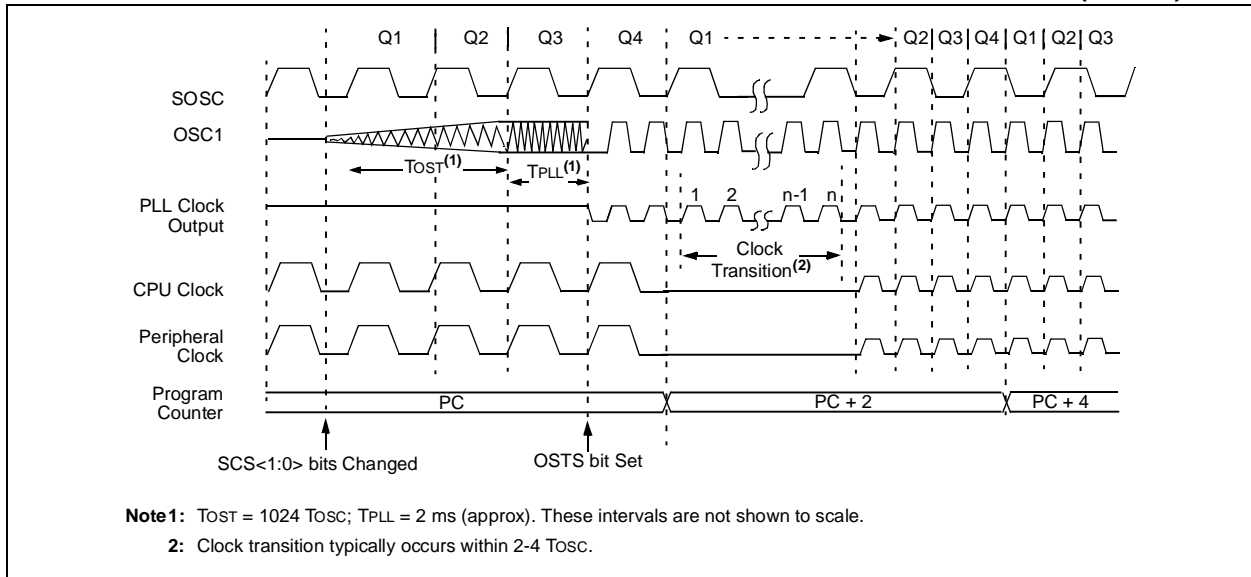 Q1 Q2 Q3 Q4 Q1 Q2 Q3 Q4 Q1 Q2 Q3
SOSC
OSC1
TOST(1)
TPLL(1)
1 2 n-1 n
PLL Clock
Output
Clock
Transition(2)
CPU Clock
Peripheral
Clock
Program
Counter
PC PC + 2 PC + 4
SCS<1:0> bits Changed OSTS bit Set
Note1: TOST = 1024 TOSC; TPLL = 2 ms (approx). These intervals are not shown to scale.
2: Clock transition typically occurs within 2-4 TOSC.